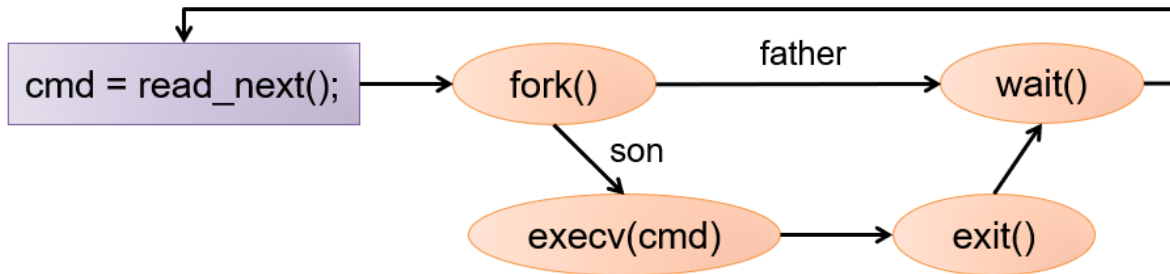 cmd = read_next();
fork()
father
wait()
son
execv(cmd)
exit()